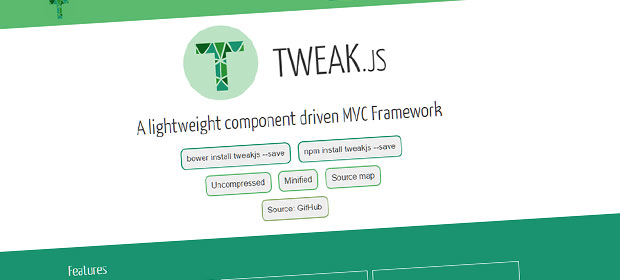 TWEAK.JS
A lightweight component driven MVC Framework
bower install tweakjs --save npm install tweakjs --save
Uncompressed Minified Source map
Source: GitHub
Features